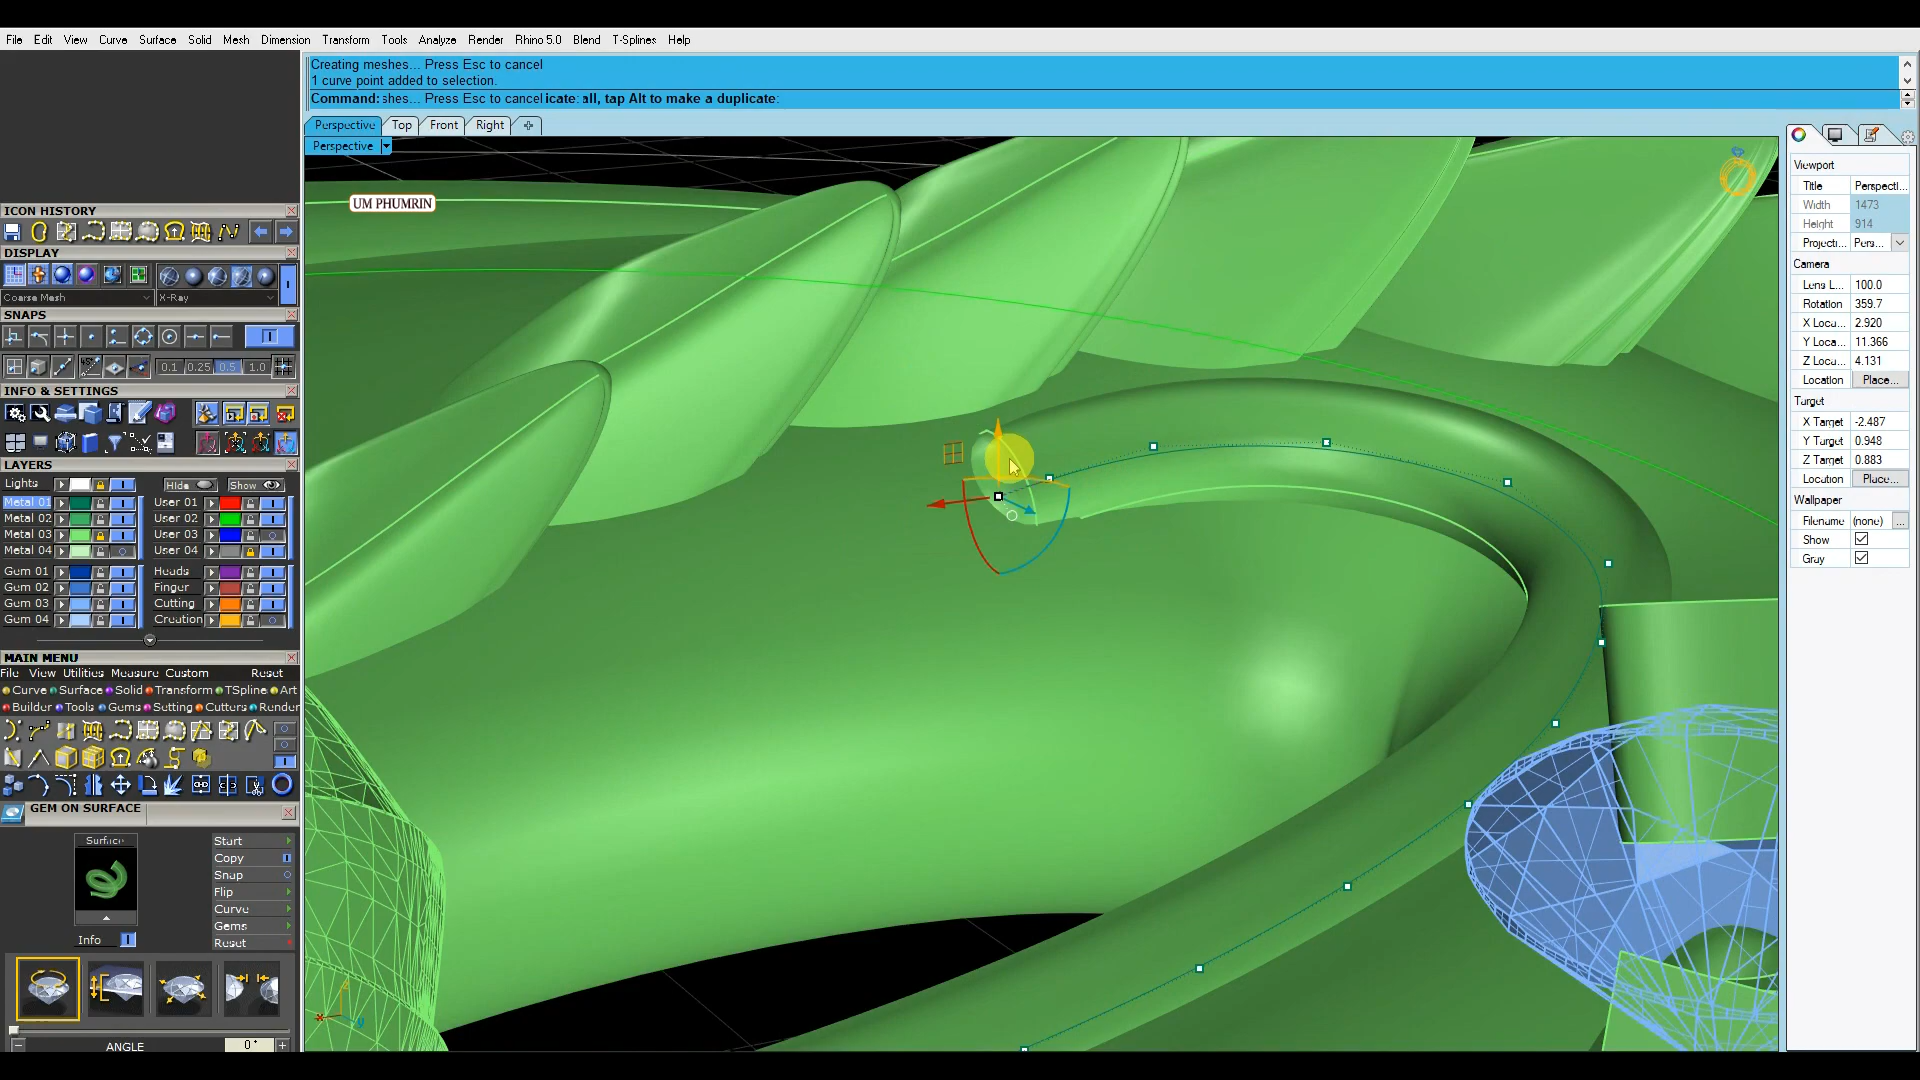 File Edit View Curve Surface Solid Mesh Dimension Transform Tools Analyze Render Rhino 5.0 Blend T-Splines Help
Creating meshes... Press Esc to cancel
1 curve point added to selection.
Command: shes... Press Esc to cancel icate: all, tap Alt to make a duplicate:
Perspective Top Front Right
Perspective
UM PHUMRIN
ICON HISTORY
DISPLAY
Coarse Mesh X-Ray
SNAPS
0.1 0.25 0.5 1.0
INFO & SETTINGS
LAYERS
Lights Hide Show
Metal 01 User 01
Metal 02 User 02
Metal 03 User 03
Metal 04 User 04
Gem 01 Heads
Gem 02 Finger
Gem 03 Cutting
Gem 04 Creation
MAIN MENU
File View Utilities Measure Custom Reset
Curve Surface Solid Transform TSpline Art
Builder Tools Gems Setting Cutters Render
GEM ON SURFACE
Surface
Start
Copy
Snap
Flip
Curve
Gems
Info
Reset
ANGLE 0°
Viewport
Title Perspecti...
Width 1473
Height 914
Projecti... Pers...
Camera
Lens L... 100.0
Rotation 359.7
X Loca... 2.920
Y Loca... 11.366
Z Loca... 4.131
Location Place...
Target
X Target -2.487
Y Target 0.948
Z Target 0.883
Location Place...
Wallpaper
Filename (none) ...
Show
Gray